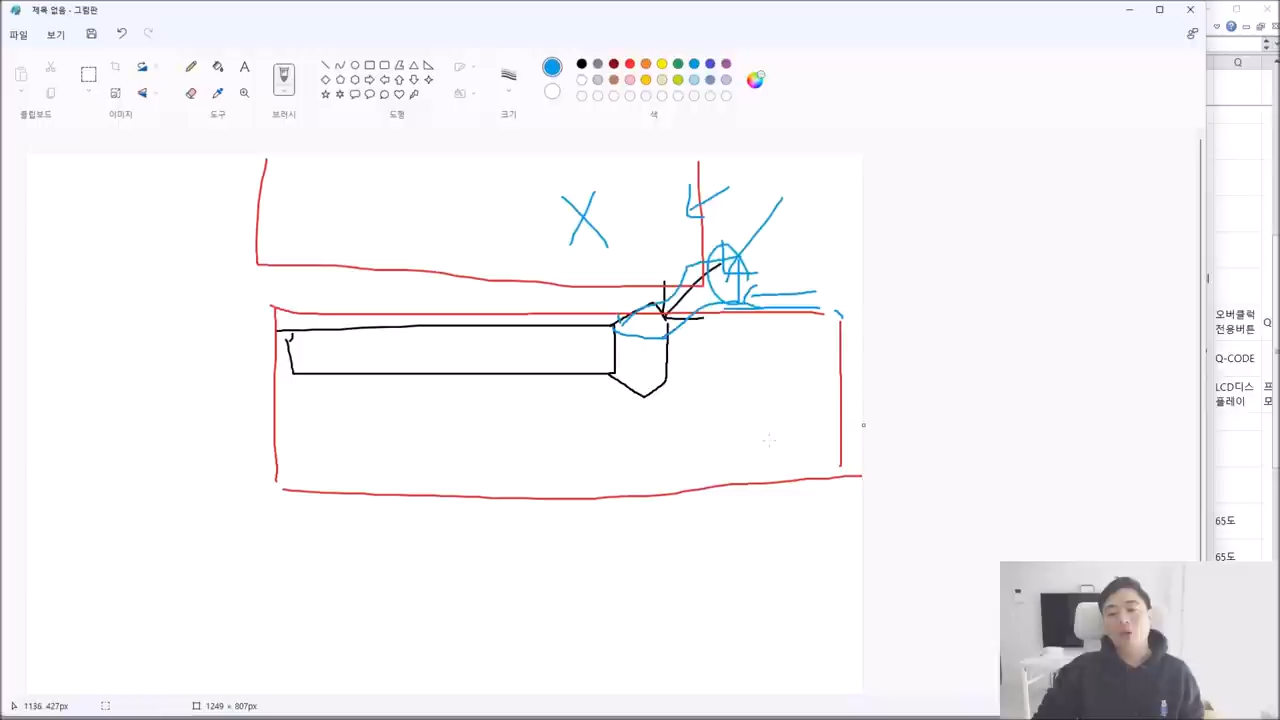 제목 없음 - 그림판
파일 보기
클립보드 이미지 도구 브러시 도형 크기 색
Q
오버클럭
전용버튼
Q-CODE
LCD디스
플레이
프
모
65도
65도
1136, 427px 1249 × 807px